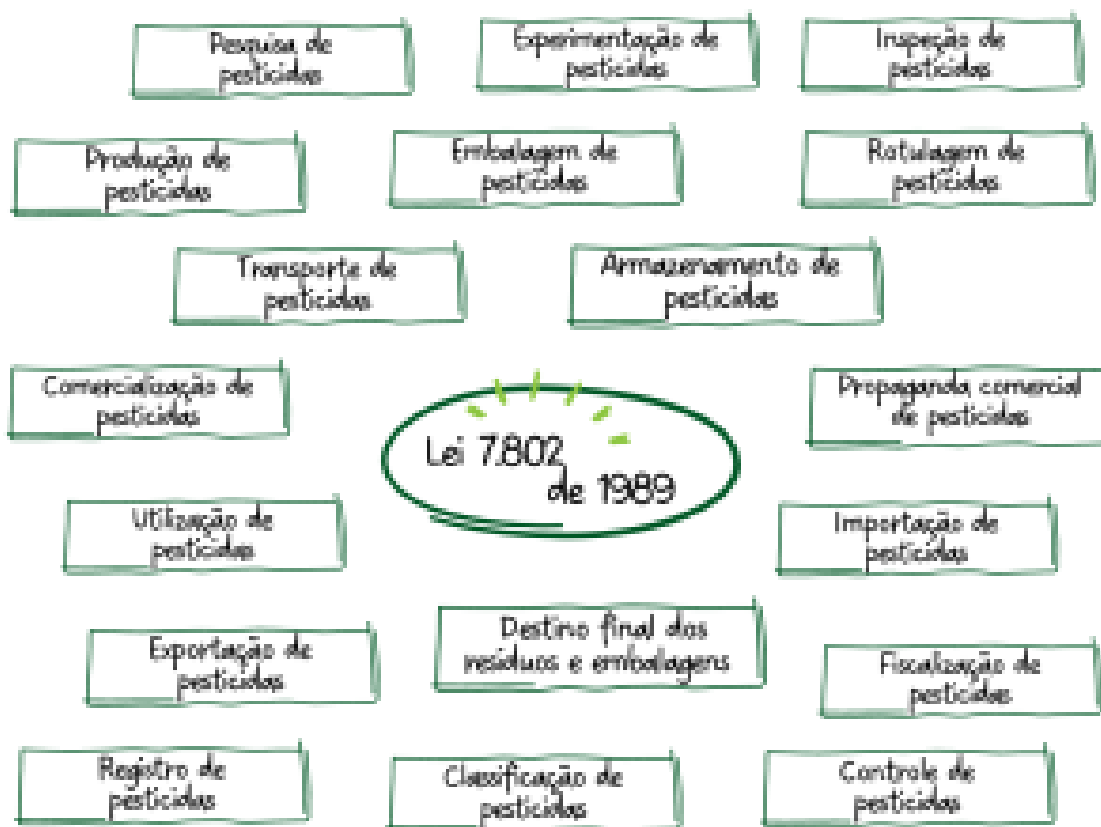 Pesquisa de
pesticidas
Experimentação de
pesticidas
Inspeção de
pesticidas
Produção de
pesticidas
Embalagem de
pesticidas
Rotulagem de
pesticidas
Transporte de
pesticidas
Armazenamento de
pesticidas
Comercialização de
pesticidas
Lei 7.802
de 1989
Propaganda comercial
de pesticidas
Utilização de
pesticidas
Importação de
pesticidas
Exportação de
pesticidas
Destino final dos
resíduos e embalagens
Fiscalização de
pesticidas
Registro de
pesticidas
Classificação de
pesticidas
Controle de
pesticidas